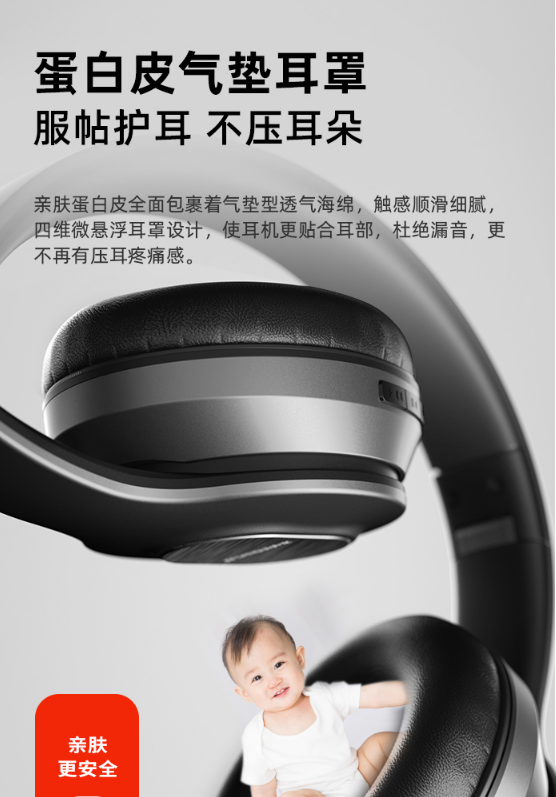 蛋白皮气垫耳罩
服帖护耳 不压耳朵
亲肤蛋白皮全面包裹着气垫型透气海绵，触感顺滑细腻，
四维微悬浮耳罩设计，使耳机更贴合耳部，杜绝漏音，更
不再有压耳疼痛感。
亲肤
更安全